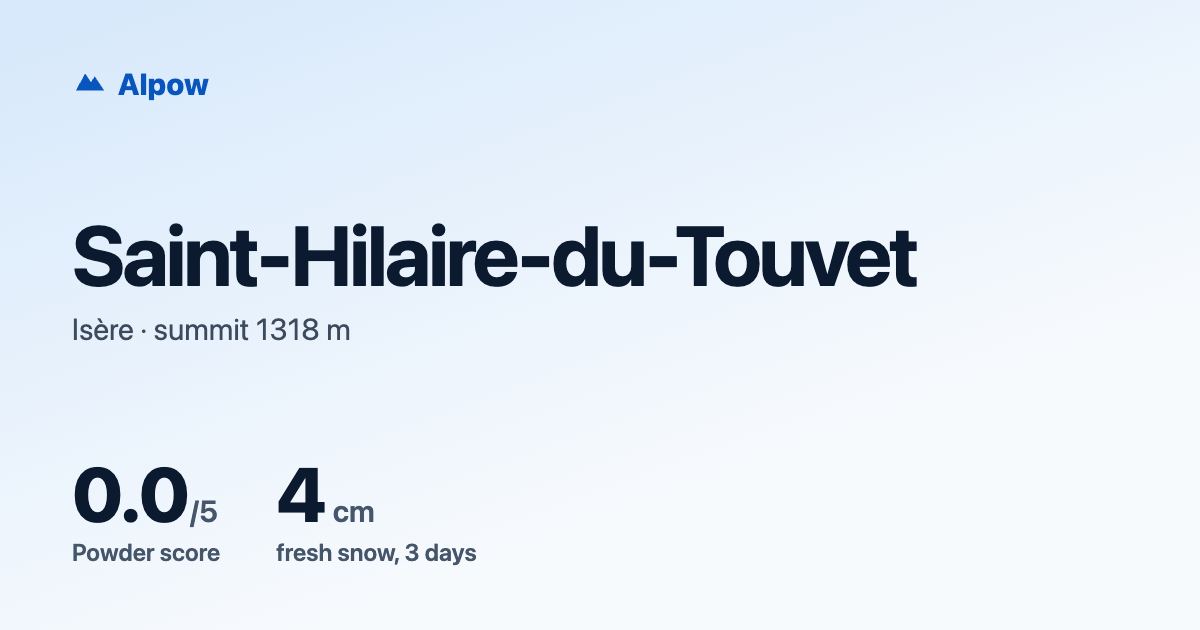 Alpow
Saint-Hilaire-du-Touvet
Isère · summit 1318 m
0.0/5 4 cm
Powder score fresh snow, 3 days